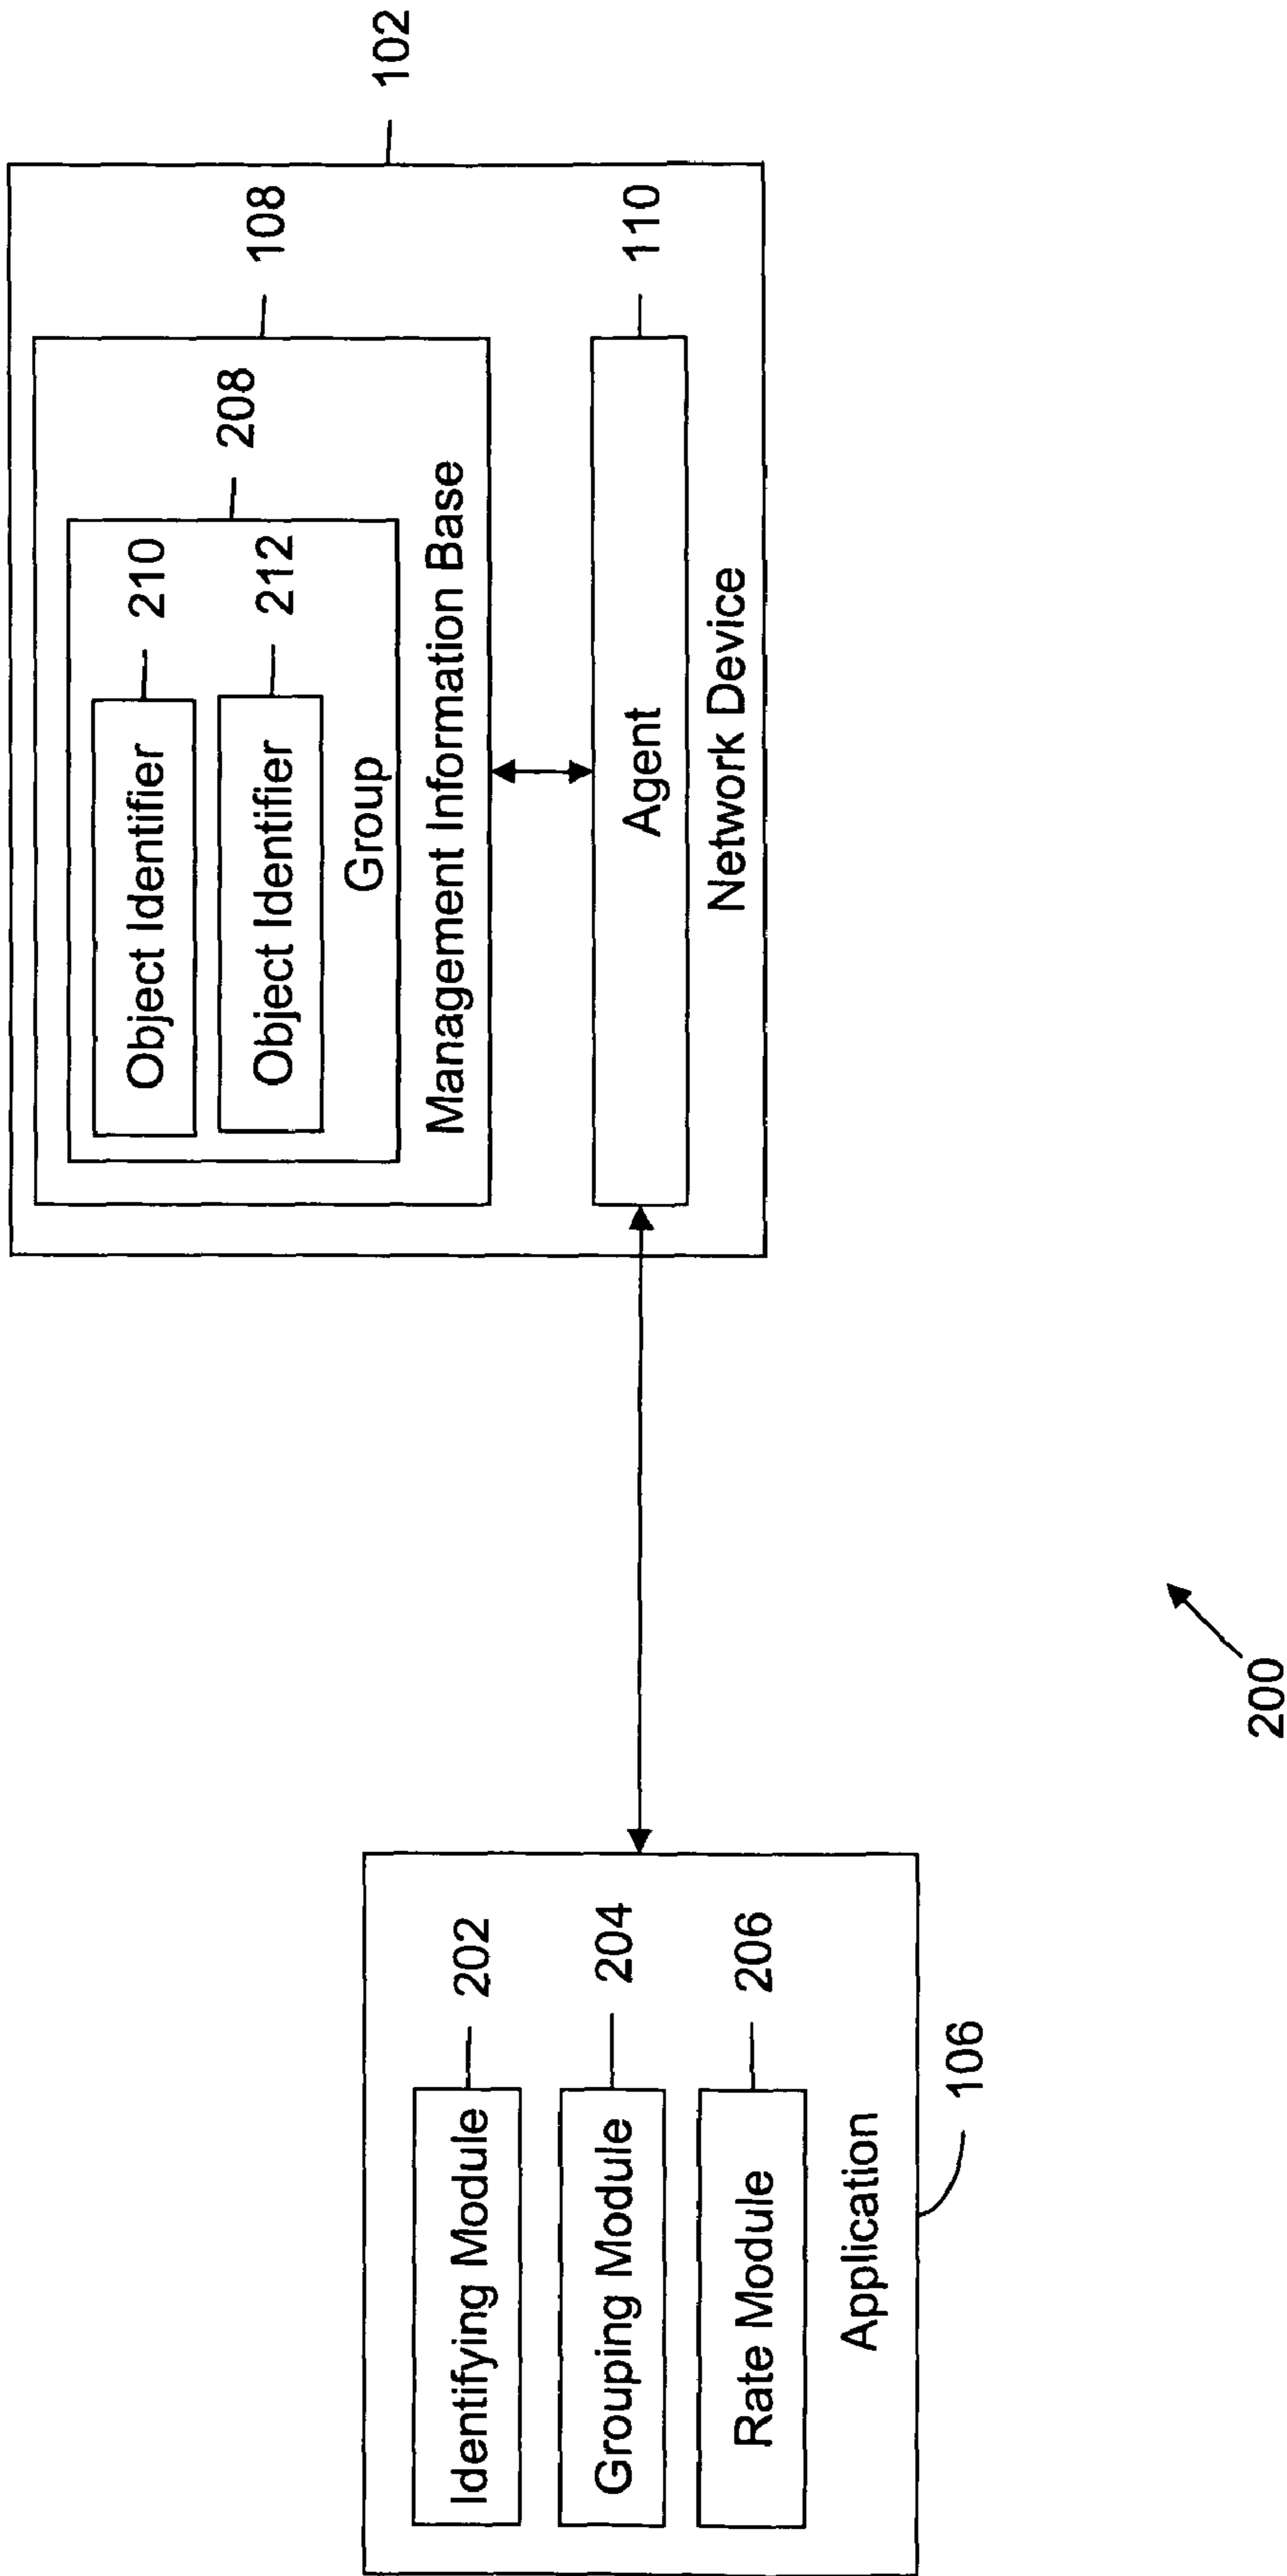 Identifying Module
202
Grouping Module
204
Rate Module
206
Application
106
Object Identifier
210
Object Identifier
212
Group
208
Management Information Base
108
Agent
110
Network Device
102
200